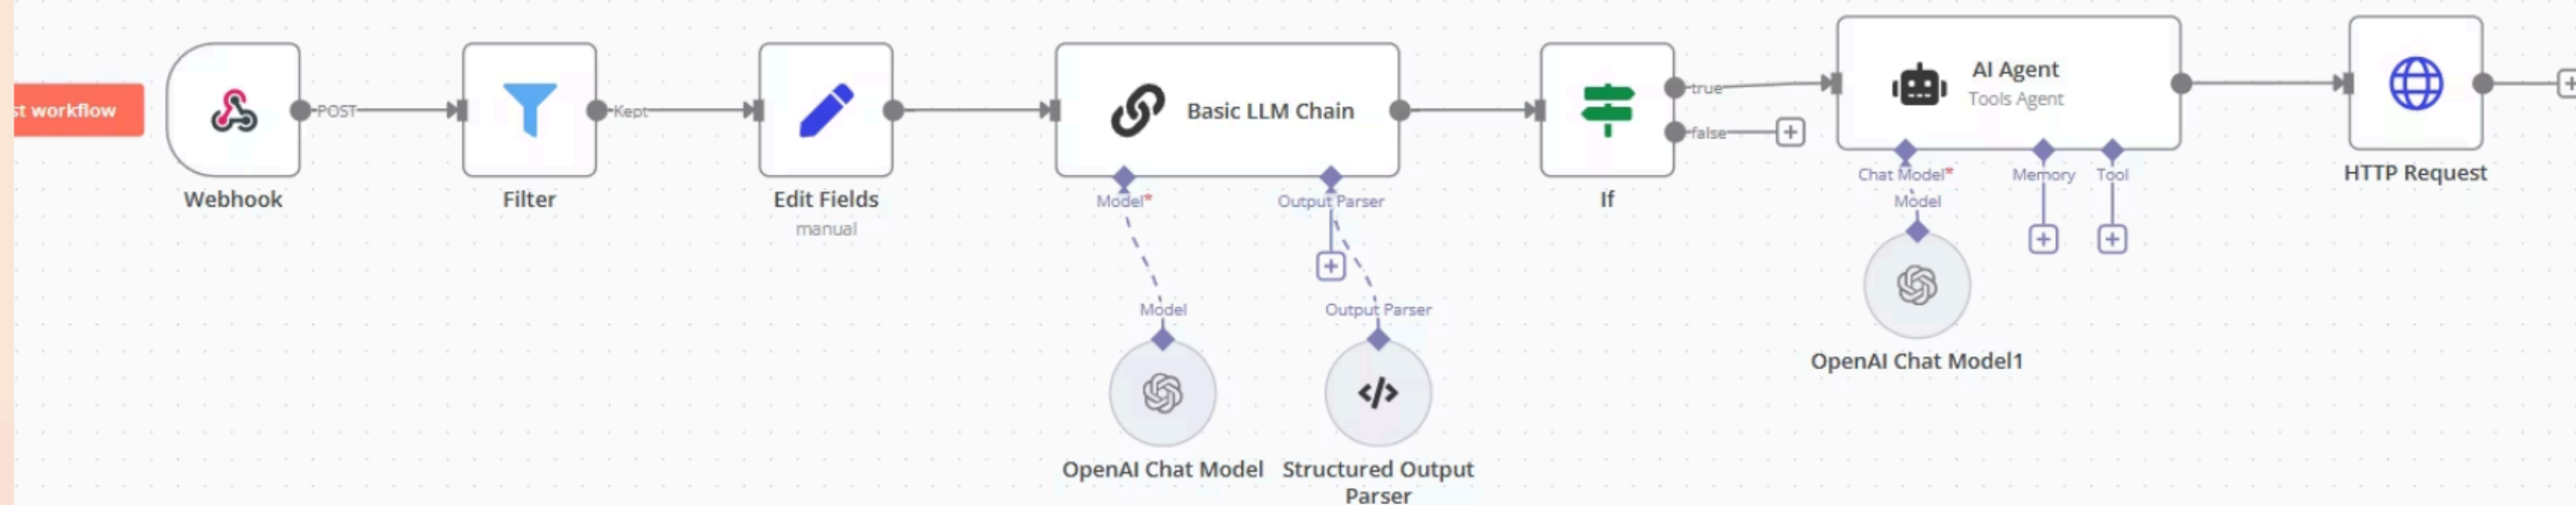 st workflow
POST
Kept
Basic LLM Chain
true
false
AI Agent
Tools Agent
Webhook
Filter
Edit Fields
manual
Model*
Output Parser
If
Chat Model*
Memory
Tool
Model
HTTP Request
Model
Output Parser
OpenAI Chat Model1
OpenAI Chat Model
Structured Output
Parser